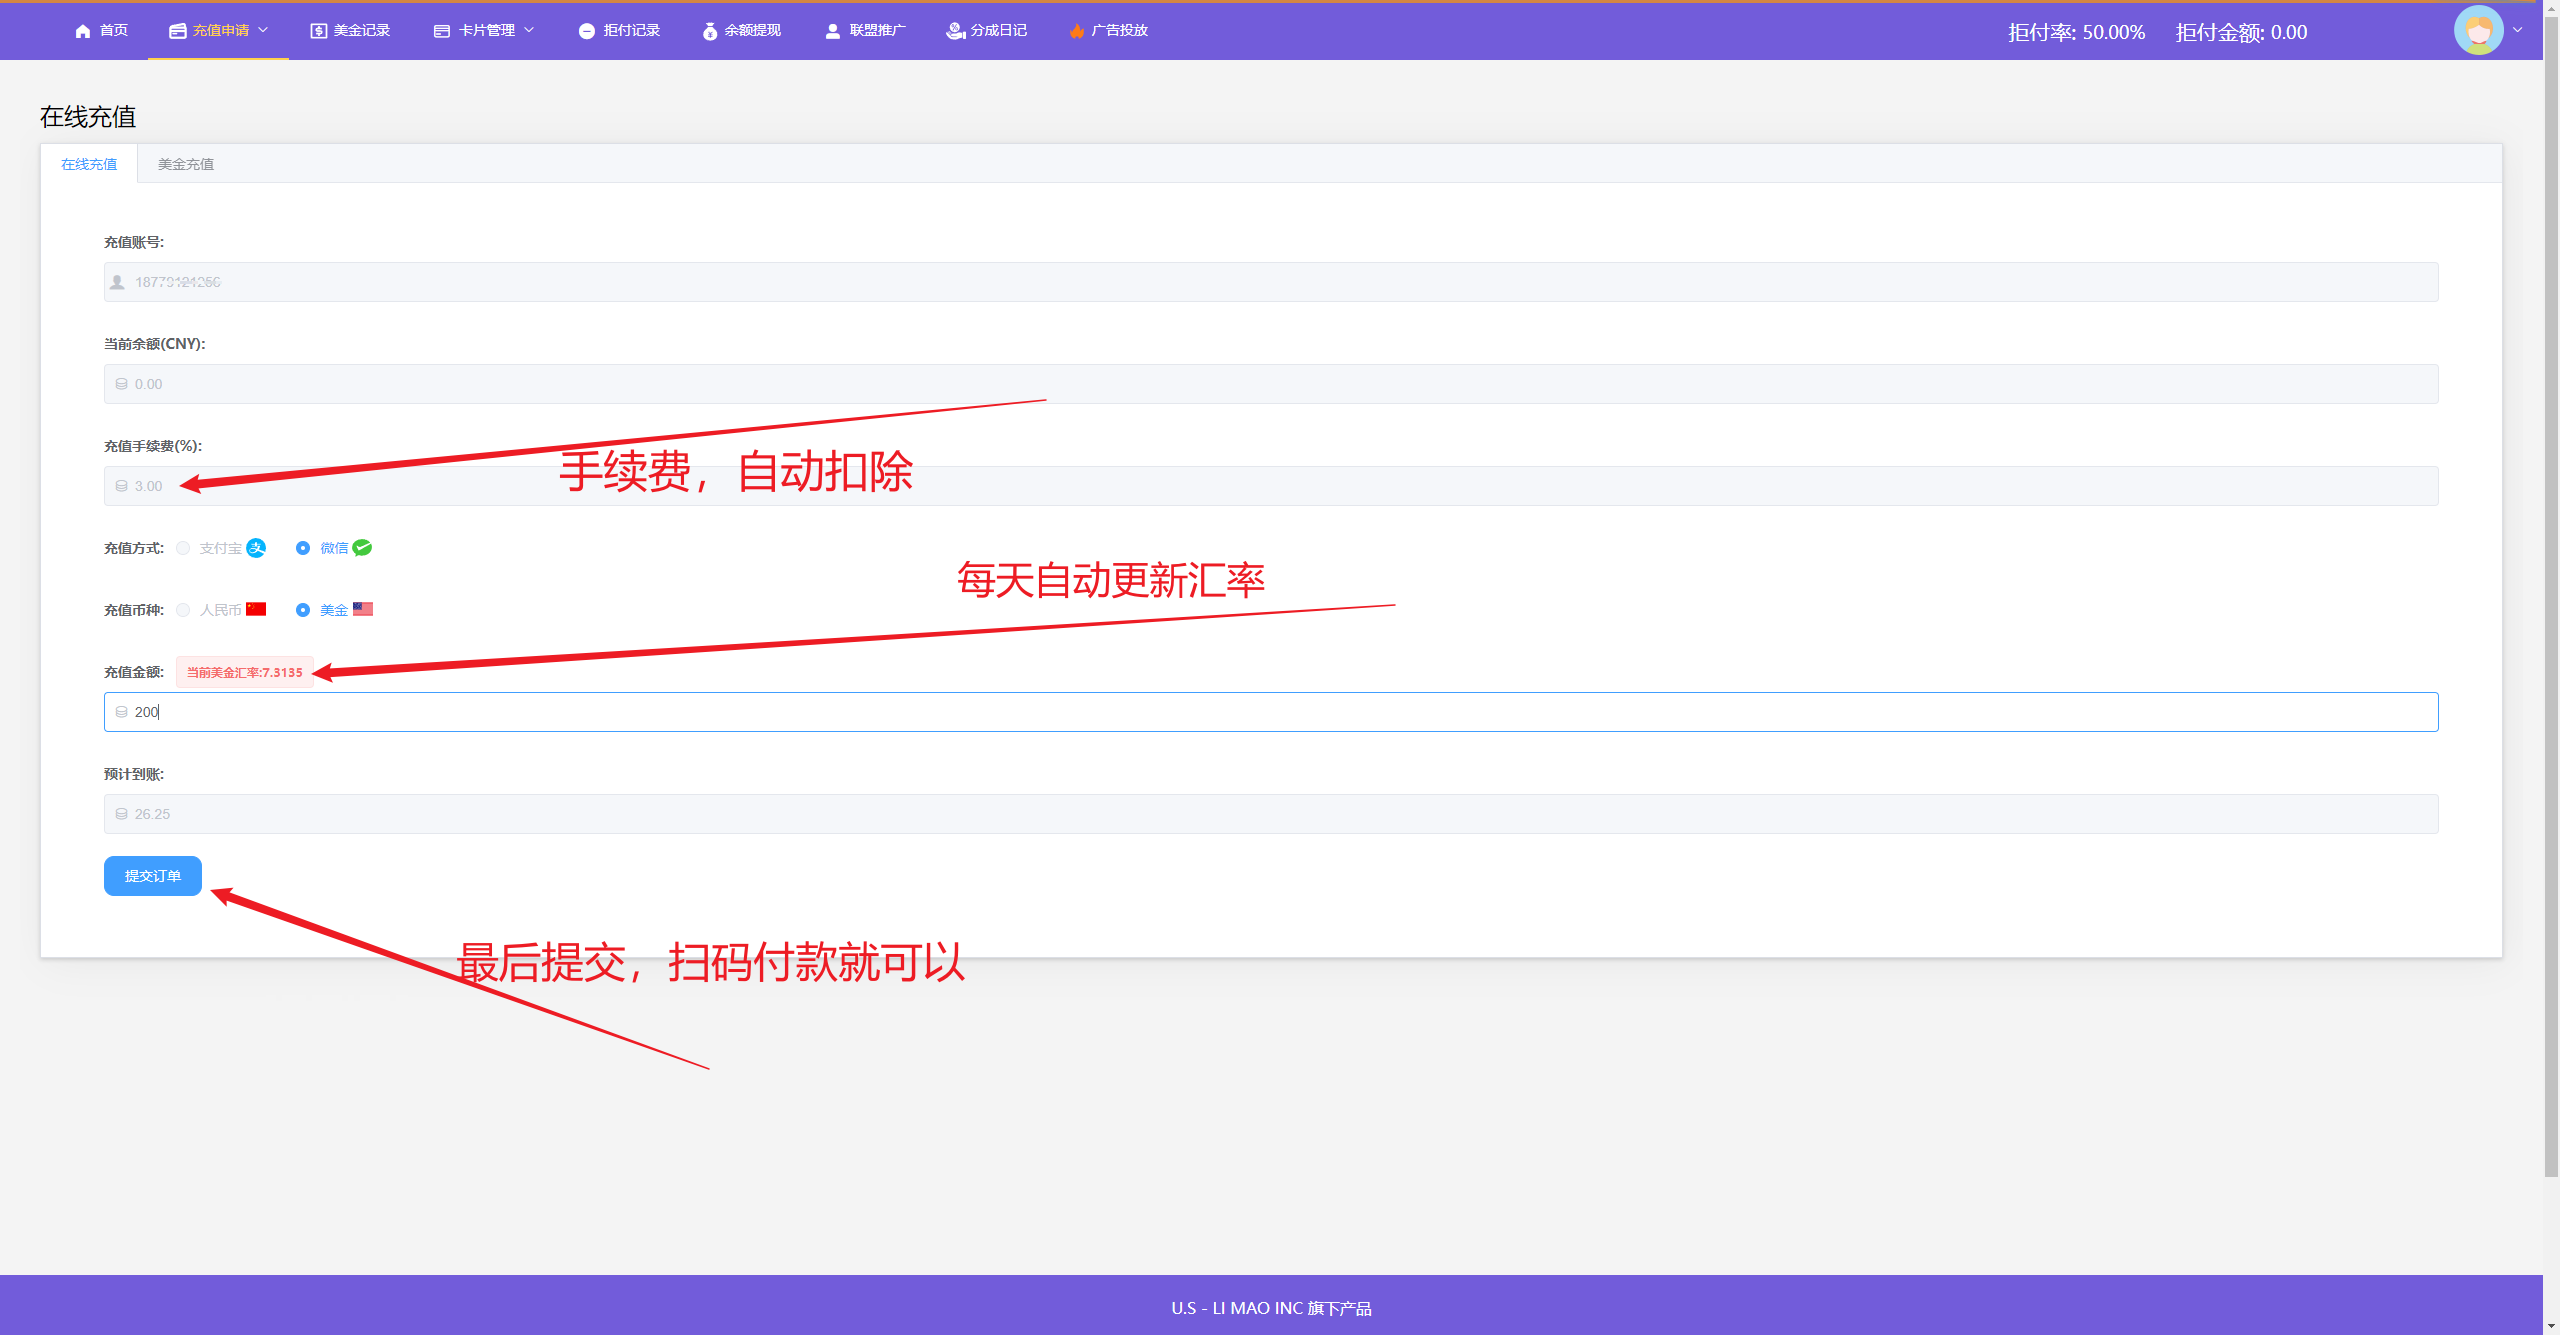 首页 充值申请 美金记录 卡片管理 拒付记录 余额提现 联盟推广 分成日记 广告投放 拒付率: 50.00% 拒付金额: 0.00
在线充值
在线充值 美金充值
充值账号:
当前余额(CNY):
0.00
充值手续费(%):
3.00
手续费，自动扣除
充值方式: 支付宝 微信
每天自动更新汇率
充值币种: 人民币 美金
充值金额: 当前美金汇率:7.3135
200
预计到账:
26.25
提交订单
最后提交，扫码付款就可以
U.S - LI MAO INC 旗下产品